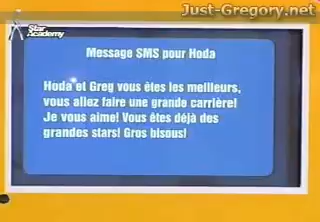 Just-Gregory.net
Star
Academy
Message SMS pour Hoda
Hoda et Greg vous êtes les meilleurs,
vous allez faire une grande carrière!
Je vous aime! Vous êtes déjà des
grandes stars! Gros bisous!